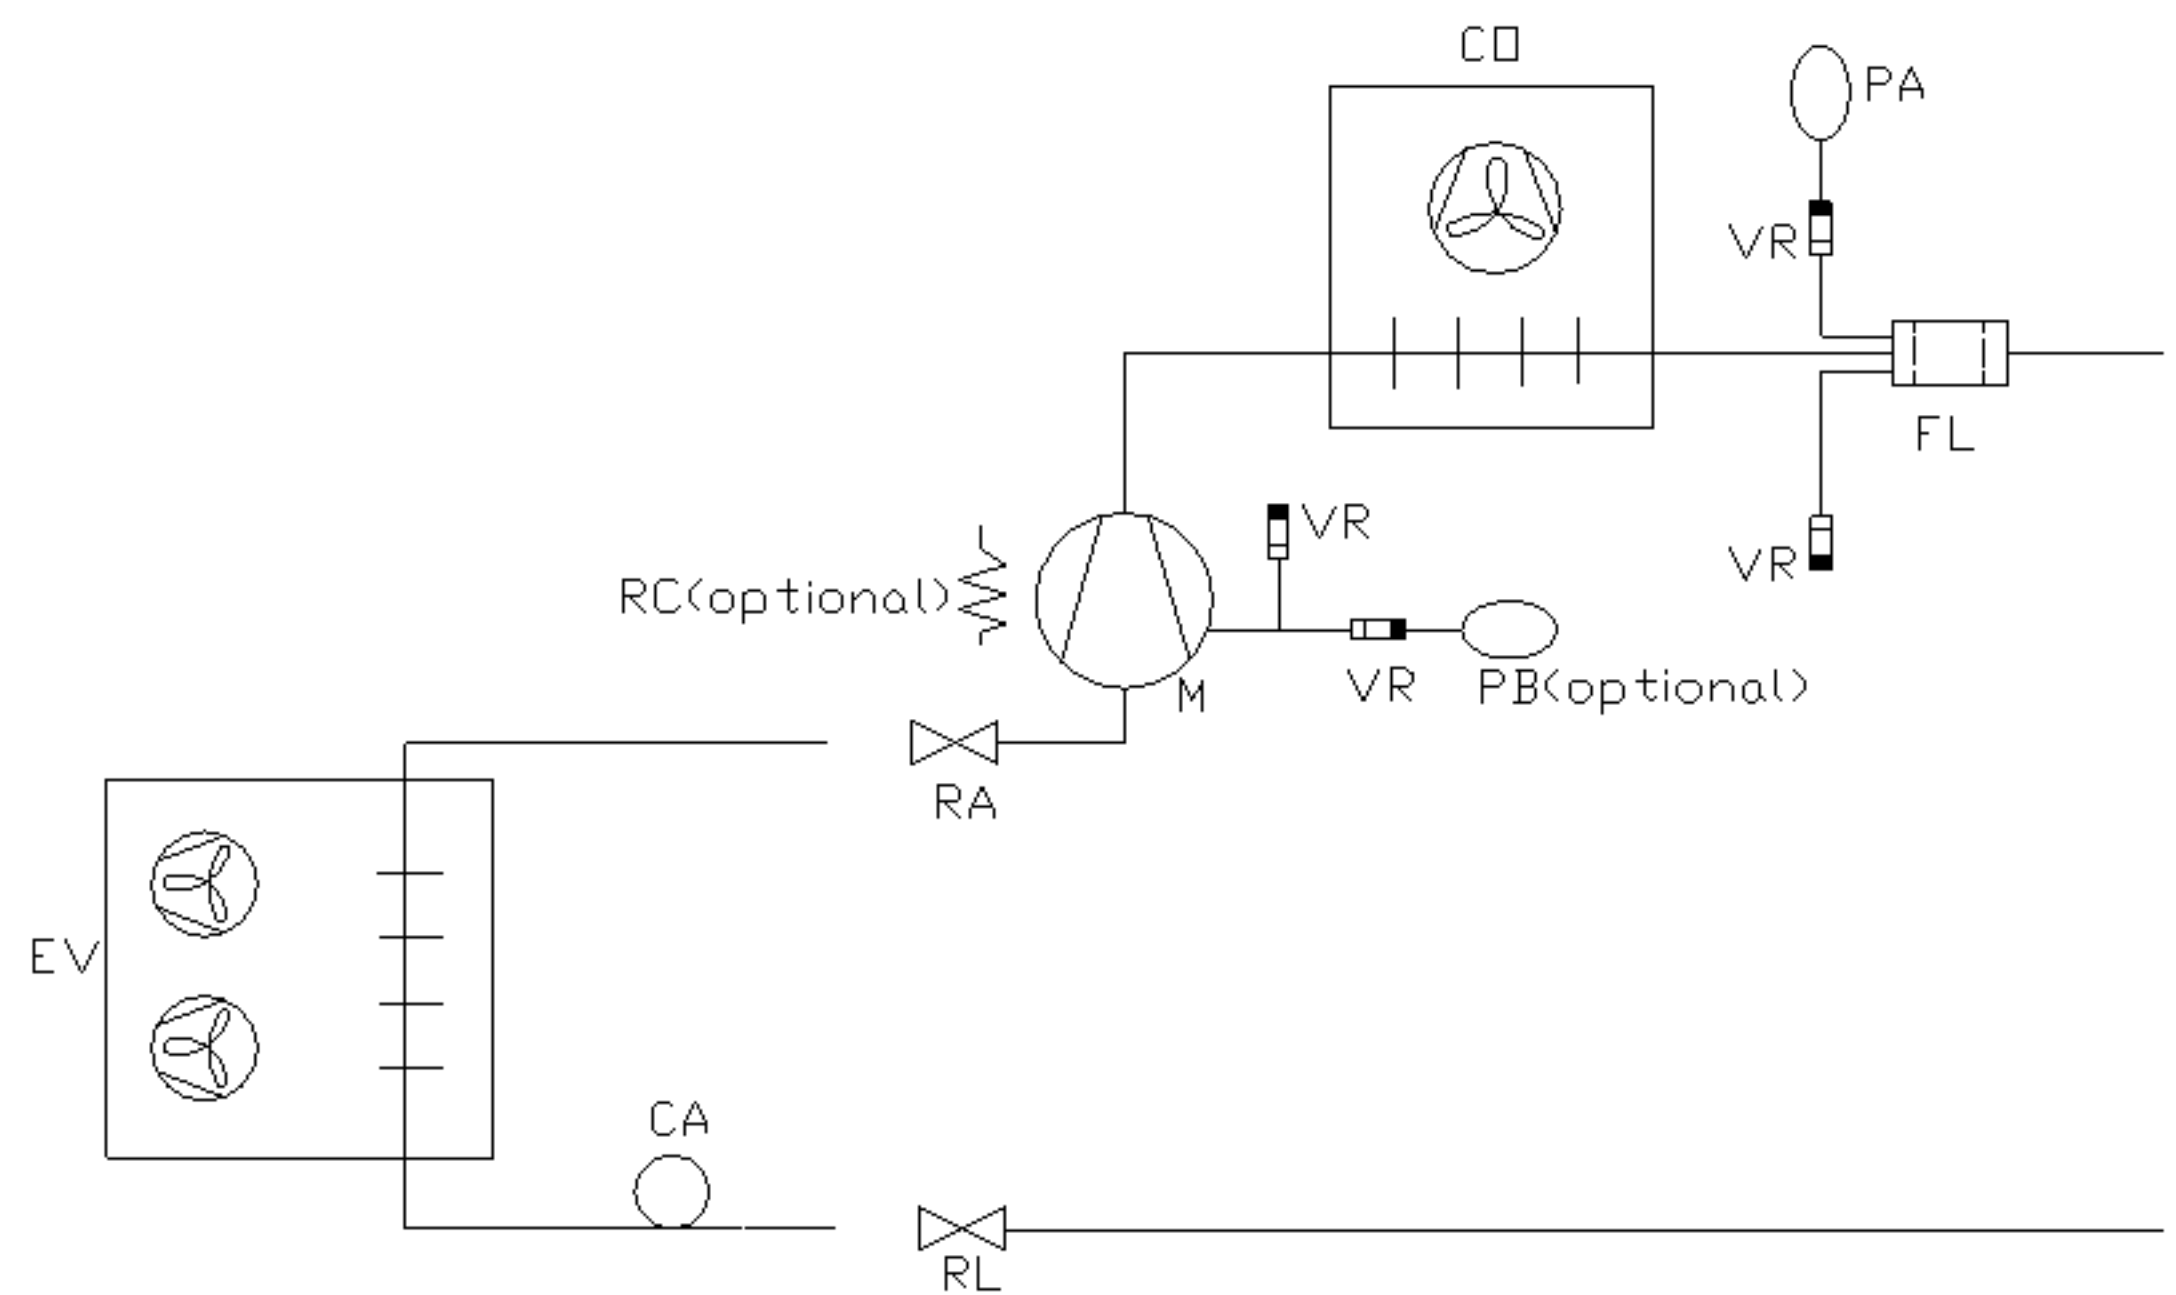 CO
PA
VR
FL
VR
RC(optional)
VR
M
VR
PB(optional)
RA
EV
CA
RL